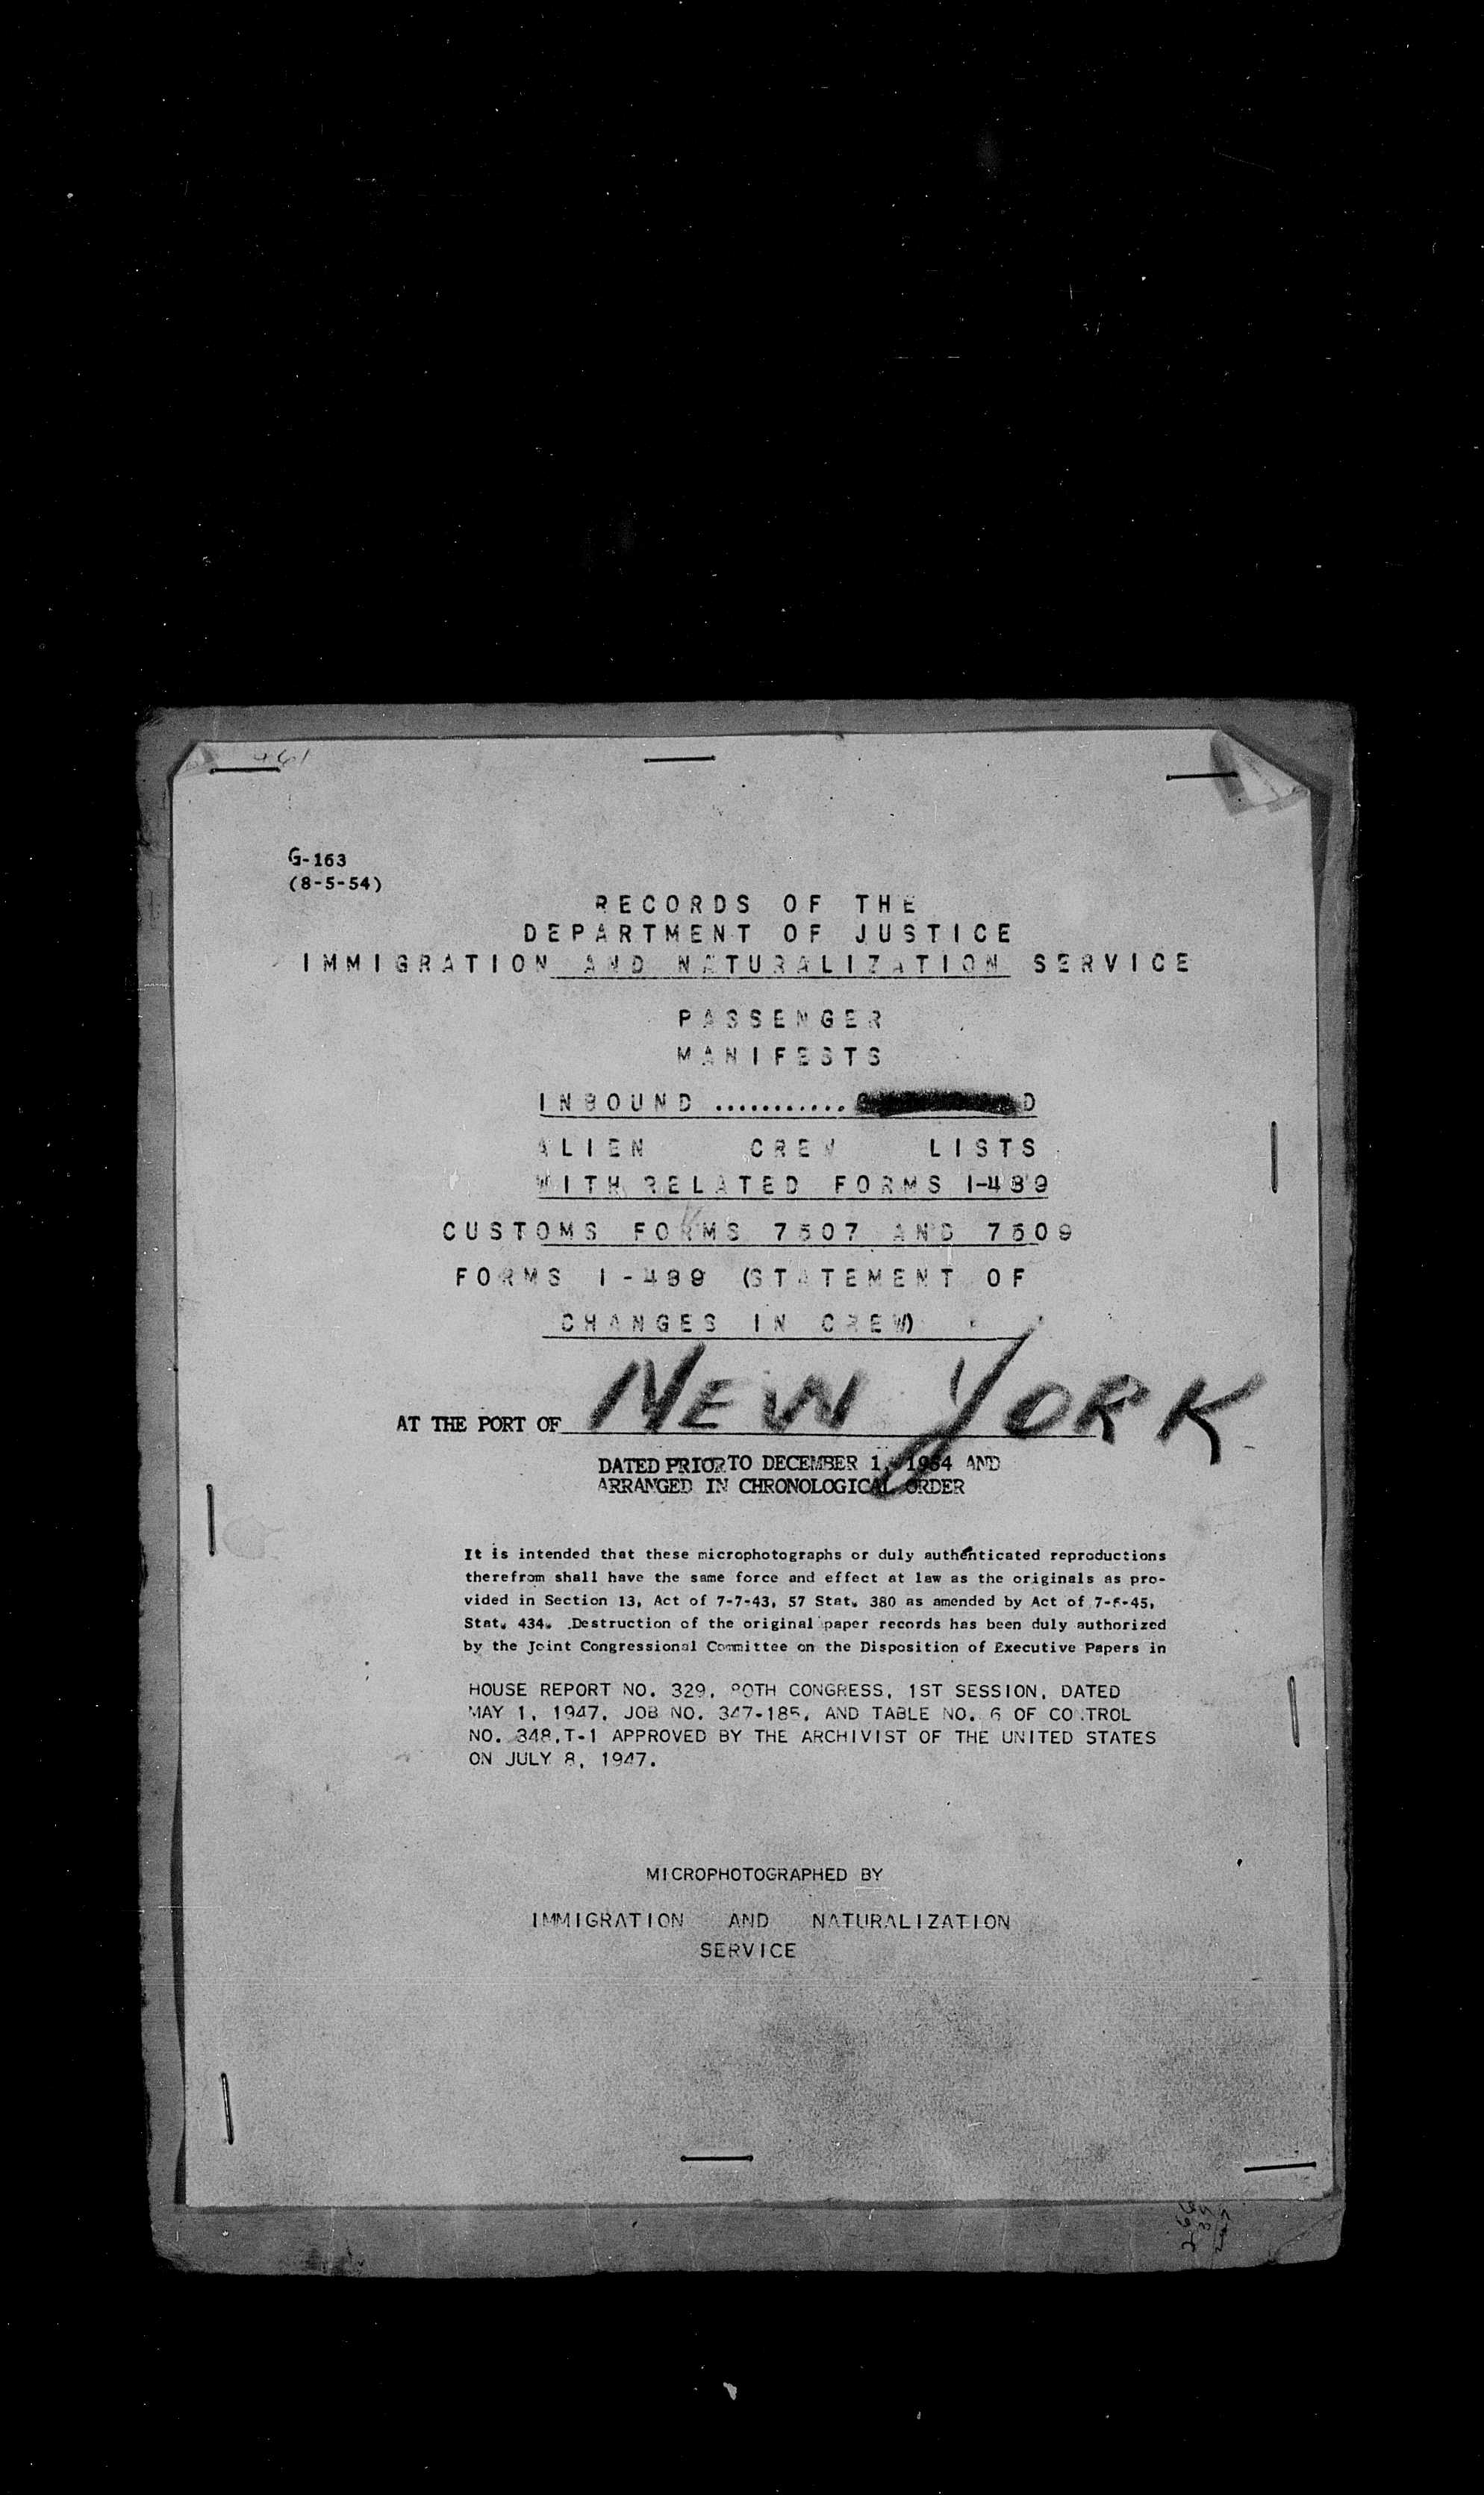 G-163
(8-5-54)
RECORDS OF THE
DEPARTMENT OF JUSTICE
IMMIGRATION AND NATURALIZATION SERVICE
PASSENGER
MANIFESTS
INBOUND ...........
ALIEN CREW LISTS
WITH RELATED FORMS I-489
CUSTOMS FORMS 7507 AND 7509
FORMS I-489 (STATEMENT OF
CHANGES IN CREW)
AT THE PORT OF NEW YORK
DATED PRIOR TO DECEMBER 1, 1954 AND
ARRANGED IN CHRONOLOGICAL ORDER
It is intended that these microphotographs or duly authenticated reproductions
therefrom shall have the same force and effect at law as the originals as pro-
vided in Section 13, Act of 7-7-43, 57 Stat. 380 as amended by Act of 7-6-45,
Stat. 434. Destruction of the original paper records has been duly authorized
by the Joint Congressional Committee on the Disposition of Executive Papers in
HOUSE REPORT NO. 329, 80TH CONGRESS, 1ST SESSION, DATED
MAY 1, 1947, JOB NO. 347-185, AND TABLE NO. 6 OF CONTROL
NO. 348.T-1 APPROVED BY THE ARCHIVIST OF THE UNITED STATES
ON JULY 8, 1947.
MICROPHOTOGRAPHED BY
IMMIGRATION AND NATURALIZATION
SERVICE